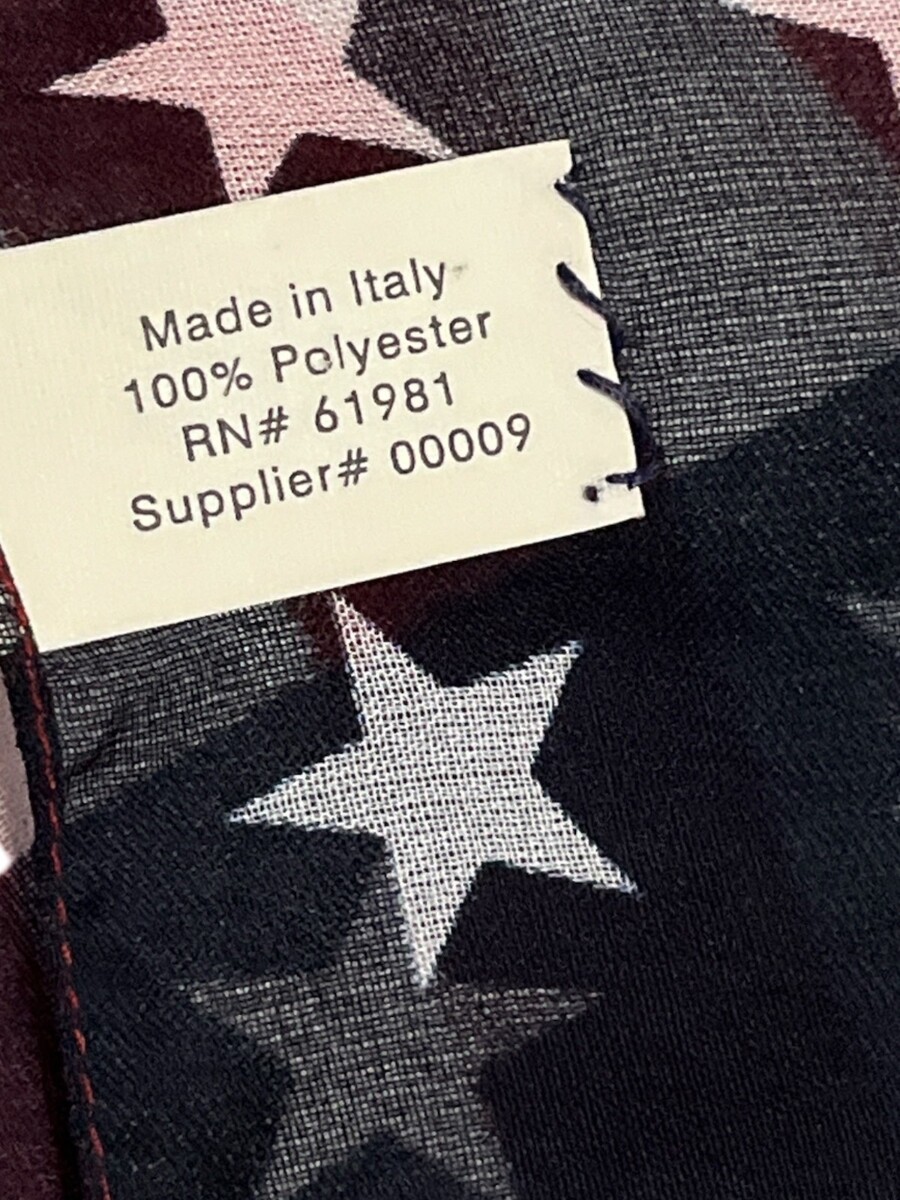 Made in Italy
100% Polyester
RN# 61981
Supplier# 00009